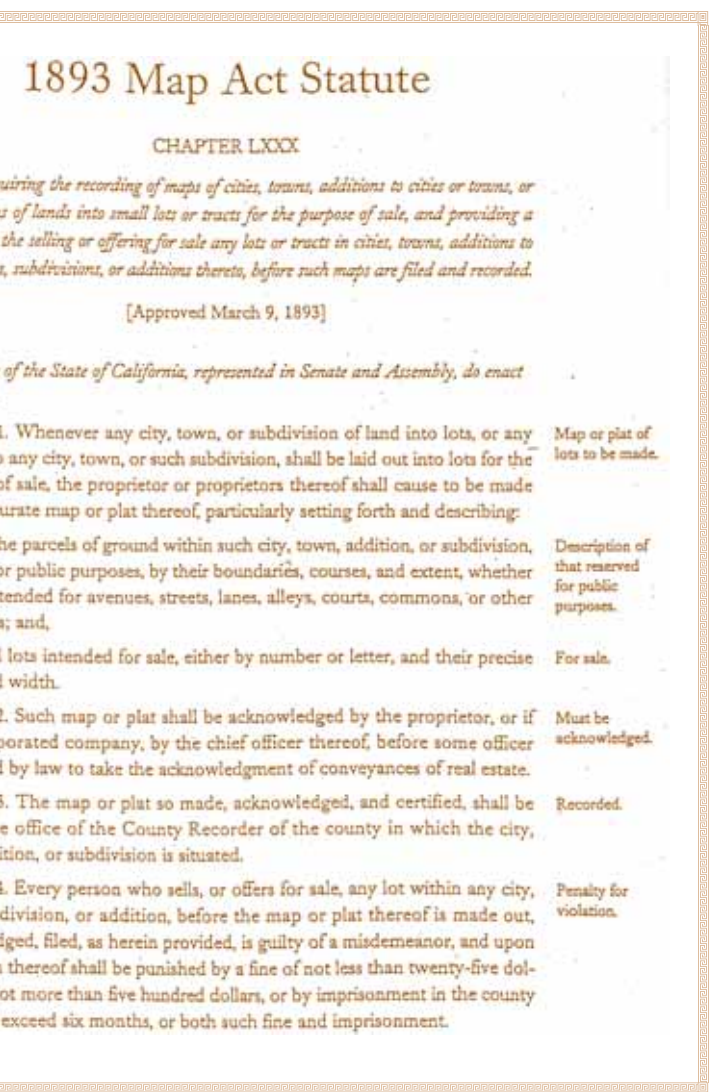 1893 Map Act Statute
CHAPTER LXXX
uiring the recording of maps of cities, towns, additions to cities or towns, or
s of lands into small lots or tracts for the purpose of sale, and providing a
the selling or offering for sale any lots or tracts in cities, towns, additions to
s, subdivisions, or additions thereto, before such maps are filed and recorded.
[Approved March 9, 1893]
of the State of California, represented in Senate and Assembly, do enact
1. Whenever any city, town, or subdivision of land into lots, or any
o any city, town, or such subdivision, shall be laid out into lots for the
of sale, the proprietor or proprietors thereof shall cause to be made
urate map or plat thereof, particularly setting forth and describing:
Map or plat of
lots to be made.
he parcels of ground within such city, town, addition, or subdivision,
or public purposes, by their boundaries, courses, and extent, whether
tended for avenues, streets, lanes, alleys, courts, commons, or other
s; and,
Description of
that reserved
for public
purposes.
l lots intended for sale, either by number or letter, and their precise
d width.
For sale.
2. Such map or plat shall be acknowledged by the proprietor, or if
porated company, by the chief officer thereof, before some officer
d by law to take the acknowledgment of conveyances of real estate.
Must be
acknowledged.
3. The map or plat so made, acknowledged, and certified, shall be
e office of the County Recorder of the county in which the city,
ition, or subdivision is situated.
Recorded.
4. Every person who sells, or offers for sale, any lot within any city,
division, or addition, before the map or plat thereof is made out,
dged, filed, as herein provided, is guilty of a misdemeanor, and upon
n thereof shall be punished by a fine of not less than twenty-five dol-
ot more than five hundred dollars, or by imprisonment in the county
exceed six months, or both such fine and imprisonment.
Penalty for
violation.